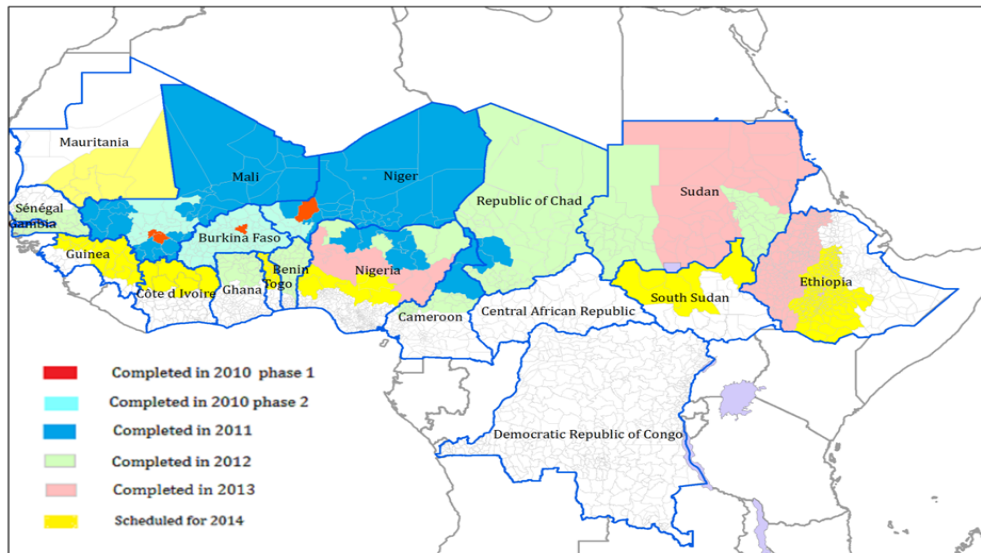 Mauritania
Mali
Niger
Republic of Chad
Sudan
Sénégal
Gambia
Burkina Faso
Guinea
Benin
Togo
Nigeria
Ghana
Côte d Ivoire
Cameroon
Central African Republic
South Sudan
Ethiopia
Democratic Republic of Congo
Completed in 2010 phase 1
Completed in 2010 phase 2
Completed in 2011
Completed in 2012
Completed in 2013
Scheduled for 2014